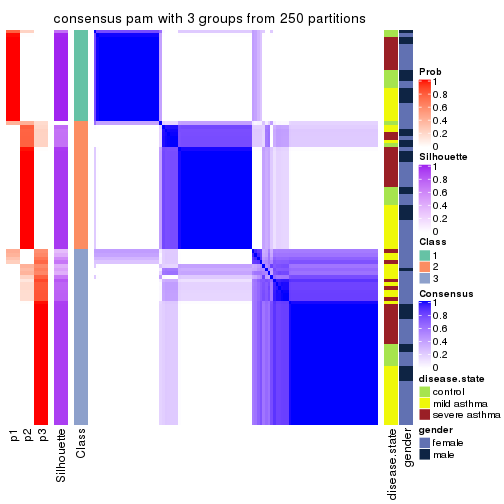 consensus pam with 3 groups from 250 partitions
Prob
1
0.8
0.6
0.4
0.2
0
Silhouette
1
0.8
0.6
0.4
0.2
0
Class
1
2
3
Consensus
1
0.8
0.6
0.4
0.2
0
disease.state
control
mild asthma
severe asthma
gender
female
male
p1
p2
p3
Silhouette
Class
disease.state
gender